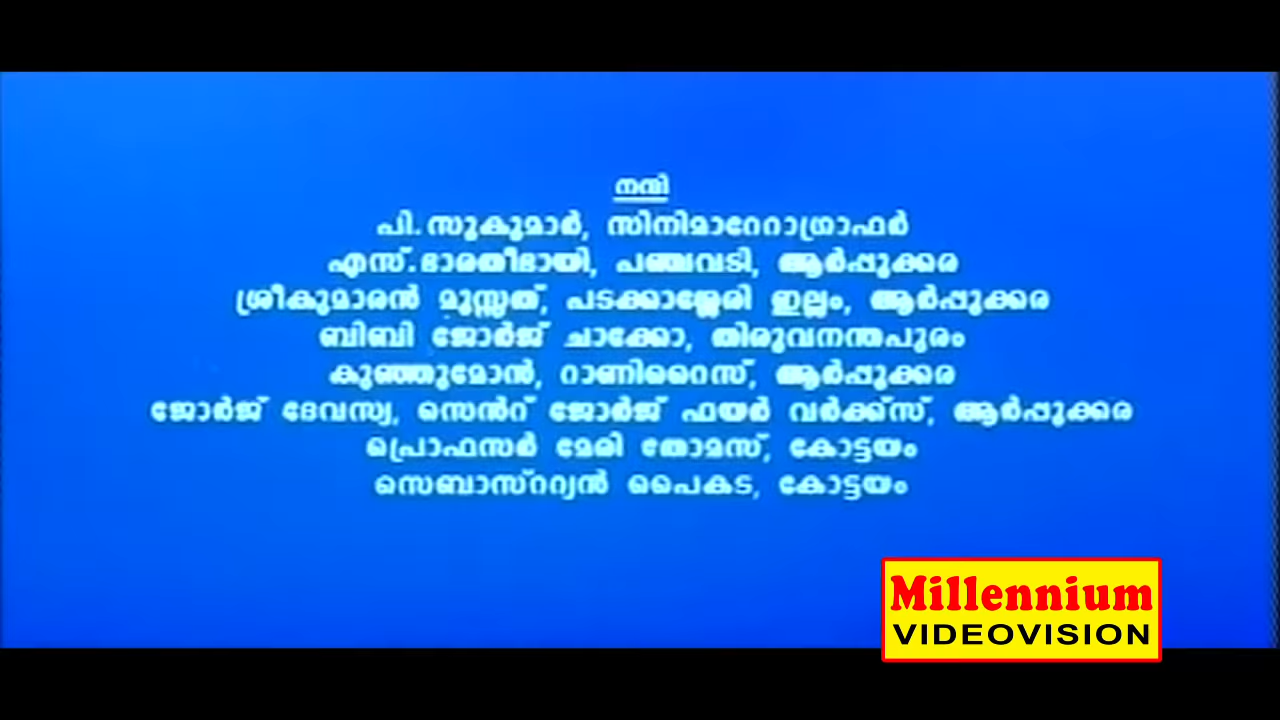 നന്ദി
പി. സുകുമാർ, സിനിമാറ്റോഗ്രാഫർ
എസ്. ഭാരതീഭായി, പഞ്ചവടി, ആർപ്പൂക്കര
ശ്രീകുമാരൻ മൂസ്സത്, പടക്കാശ്ശേരി ഇല്ലം, ആർപ്പൂക്കര
ബിബി ജോർജ് ചാക്കോ, തിരുവനന്തപുരം
കുഞ്ഞുമോൻ, റാണിറൈസ്, ആർപ്പൂക്കര
ജോർജ് ദേവസ്യ, സെൻറ് ജോർജ് ഫയർ വർക്ക്സ്, ആർപ്പൂക്കര
പ്രൊഫസർ മേരി തോമസ്, കോട്ടയം
സെബാസ്റ്റ്യൻ പൈകട, കോട്ടയം
Millennium
VIDEOVISION